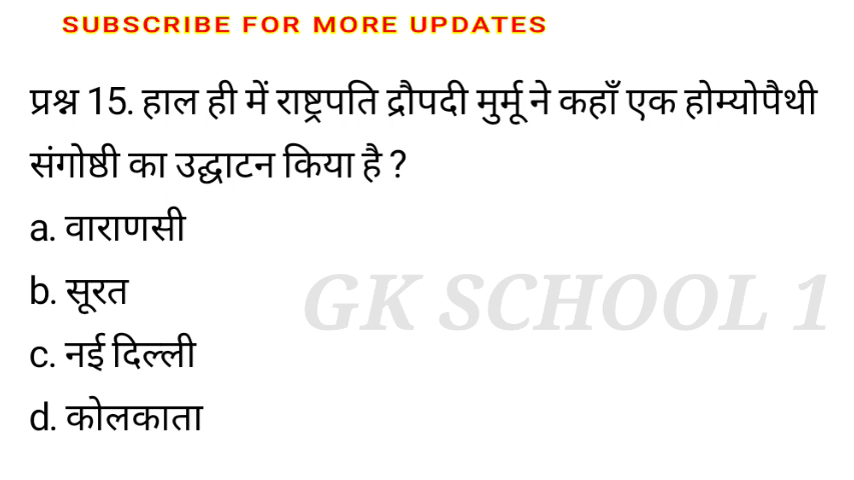 SUBSCRIBE FOR MORE UPDATES
प्रश्न 15. हाल ही में राष्ट्रपति द्रौपदी मुर्मू ने कहाँ एक होम्योपैथी
संगोष्ठी का उद्घाटन किया है ?
a. वाराणसी
b. सूरत
GK SCHOOL 1
c. नई दिल्ली
d. कोलकाता